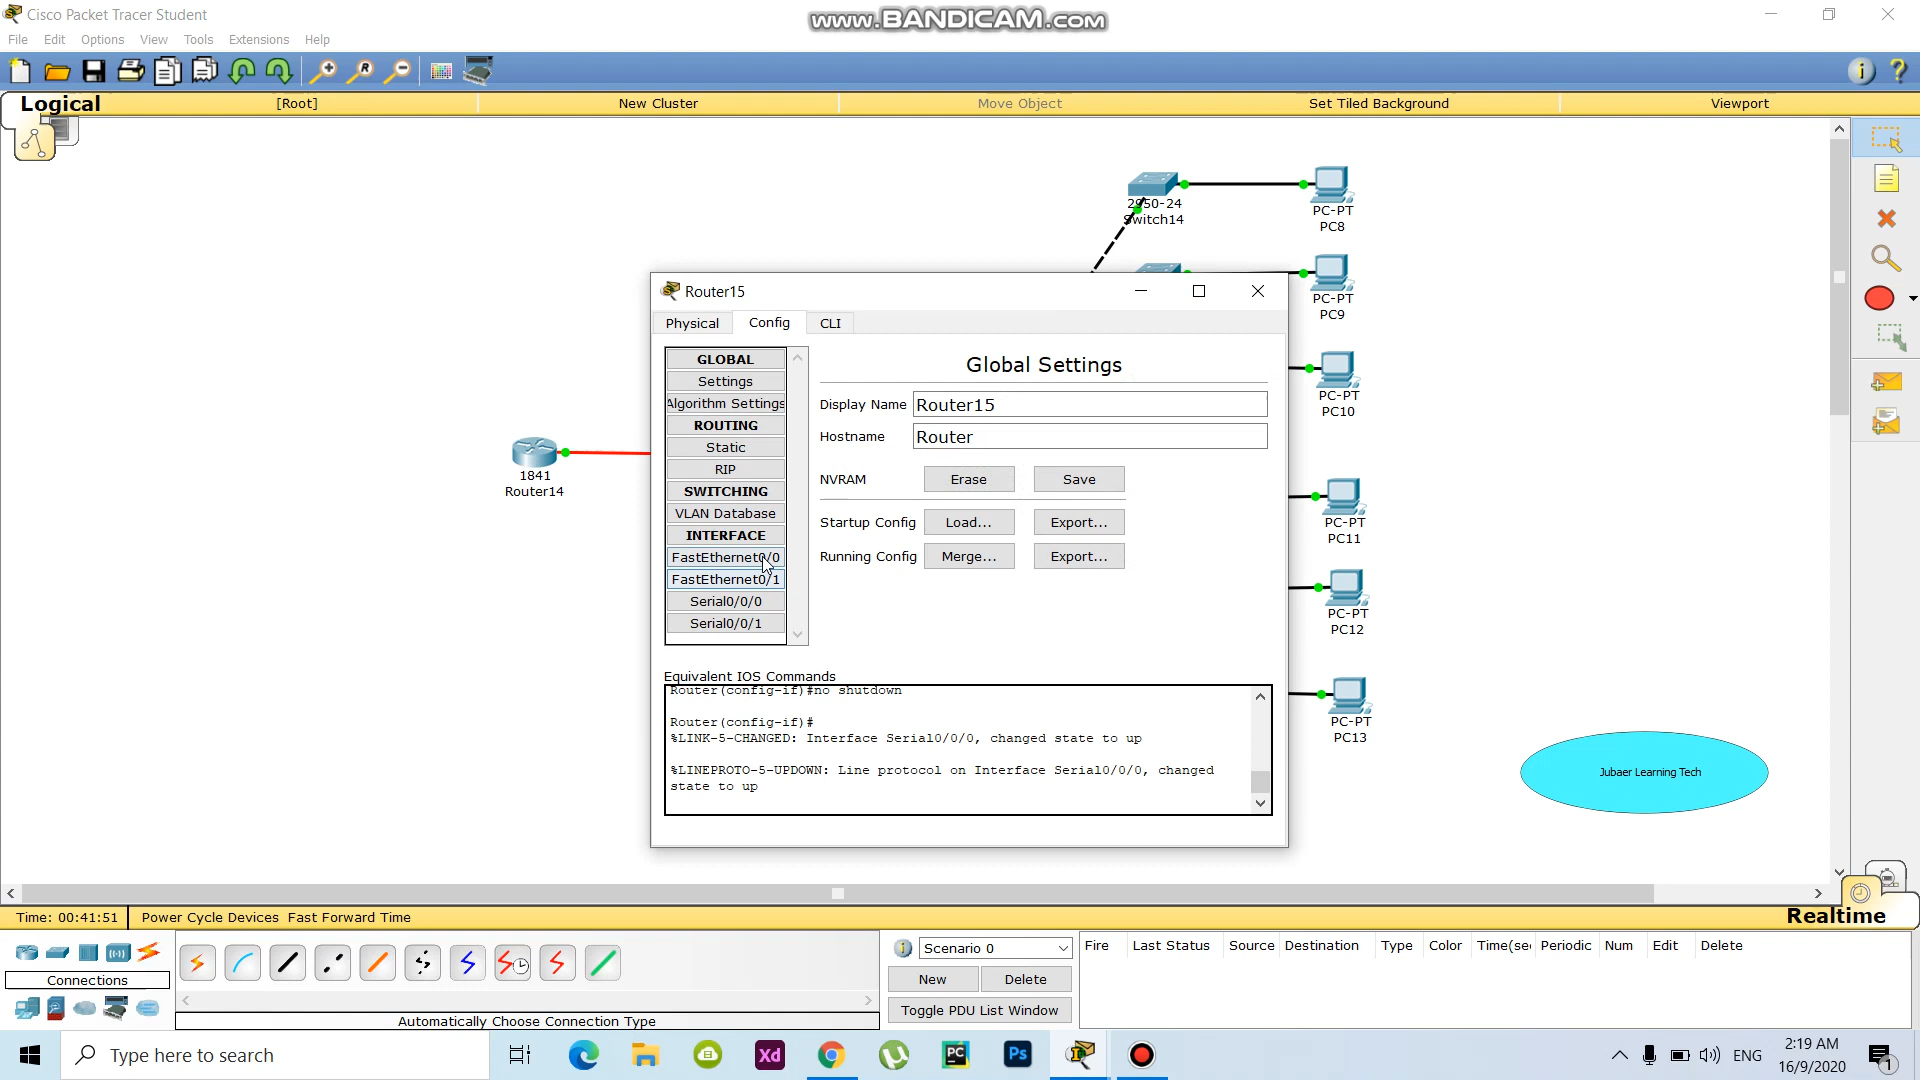 Cisco Packet Tracer Student
www.BANDICAM.com
File Edit Options View Tools Extensions Help
Logical [Root] New Cluster Move Object Set Tiled Background Viewport
2950-24
Switch14
PC-PT
PC8
PC-PT
PC9
PC-PT
PC10
PC-PT
PC11
PC-PT
PC12
PC-PT
PC13
1841
Router14
Jubaer Learning Tech
Router15
Physical Config CLI
GLOBAL
Settings
Algorithm Settings
ROUTING
Static
RIP
SWITCHING
VLAN Database
INTERFACE
FastEthernet0/0
FastEthernet0/1
Serial0/0/0
Serial0/0/1
Global Settings
Display Name Router15
Hostname Router
NVRAM Erase Save
Startup Config Load... Export...
Running Config Merge... Export...
Equivalent IOS Commands
Router(config-if)#no shutdown
Router(config-if)#
%LINK-5-CHANGED: Interface Serial0/0/0, changed state to up
%LINEPROTO-5-UPDOWN: Line protocol on Interface Serial0/0/0, changed
state to up
Time: 00:41:51 Power Cycle Devices Fast Forward Time
Realtime
Connections
Automatically Choose Connection Type
Scenario 0
New Delete
Toggle PDU List Window
Fire Last Status Source Destination Type Color Time(sec Periodic Num Edit Delete
Type here to search
ENG
2:19 AM
16/9/2020